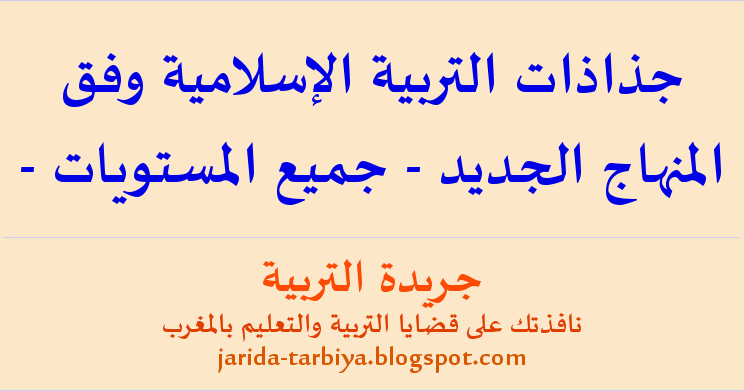 جذاذات التربية الإسلامية وفق
المنهاج الجديد - جميع المستويات -
جريدة التربية
نافذتك على قضايا التربية والتعليم بالمغرب
jarida-tarbiya.blogspot.com